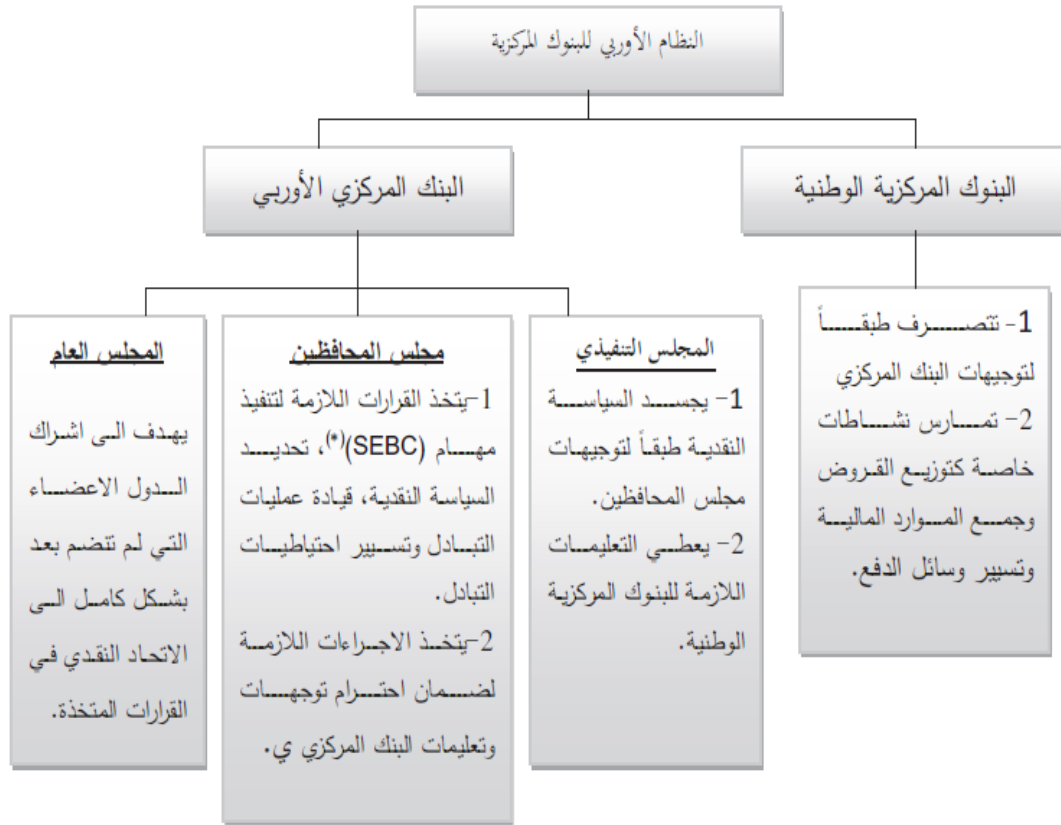 النظام الأوربي للبنوك المركزية
البنوك المركزية الوطنية
البنك المركزي الأوربي
1- تتصرف طبقاً
لتوجيهات البنك المركزي
2- تمارس نشاطات
خاصة كتوزيع القروض
وجمع الموارد المالية
وتسيير وسائل الدفع.
المجلس التنفيذي
1- يجسد السياسة
النقدية طبقاً لتوجيهات
مجلس المحافظين.
2- يعطي التعليمات
اللازمة للبنوك المركزية
الوطنية.
مجلس المحافظين
1-يتخذ القرارات اللازمة لتنفيذ
مهام (SEBC)(*)، تحديد
السياسة النقدية، قيادة عمليات
التبادل وتسيير احتياطيات
التبادل.
2-يتخذ الاجراءات اللازمة
لضمان احترام توجهات
وتعليمات البنك المركزي ي.
المجلس العام
يهدف الى اشراك
الدول الاعضاء
التي لم تنضم بعد
بشكل كامل الى
الاتحاد النقدي في
القرارات المتخذة.